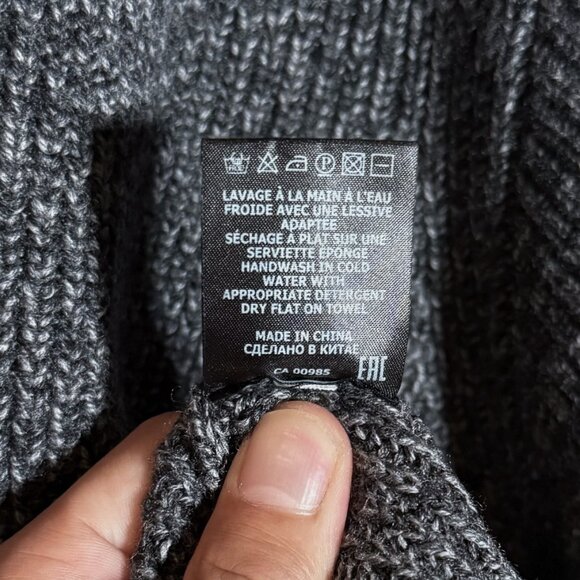 LAVAGE À LA MAIN À L'EAU
FROIDE AVEC UNE LESSIVE
ADAPTÉE
SÉCHAGE À PLAT SUR UNE
SERVIETTE ÉPONGE
HANDWASH IN COLD
WATER WITH
APPROPRIATE DETERGENT
DRY FLAT ON TOWEL
MADE IN CHINA
СДЕЛАНО В КИТАЕ
CA 00985
EAC